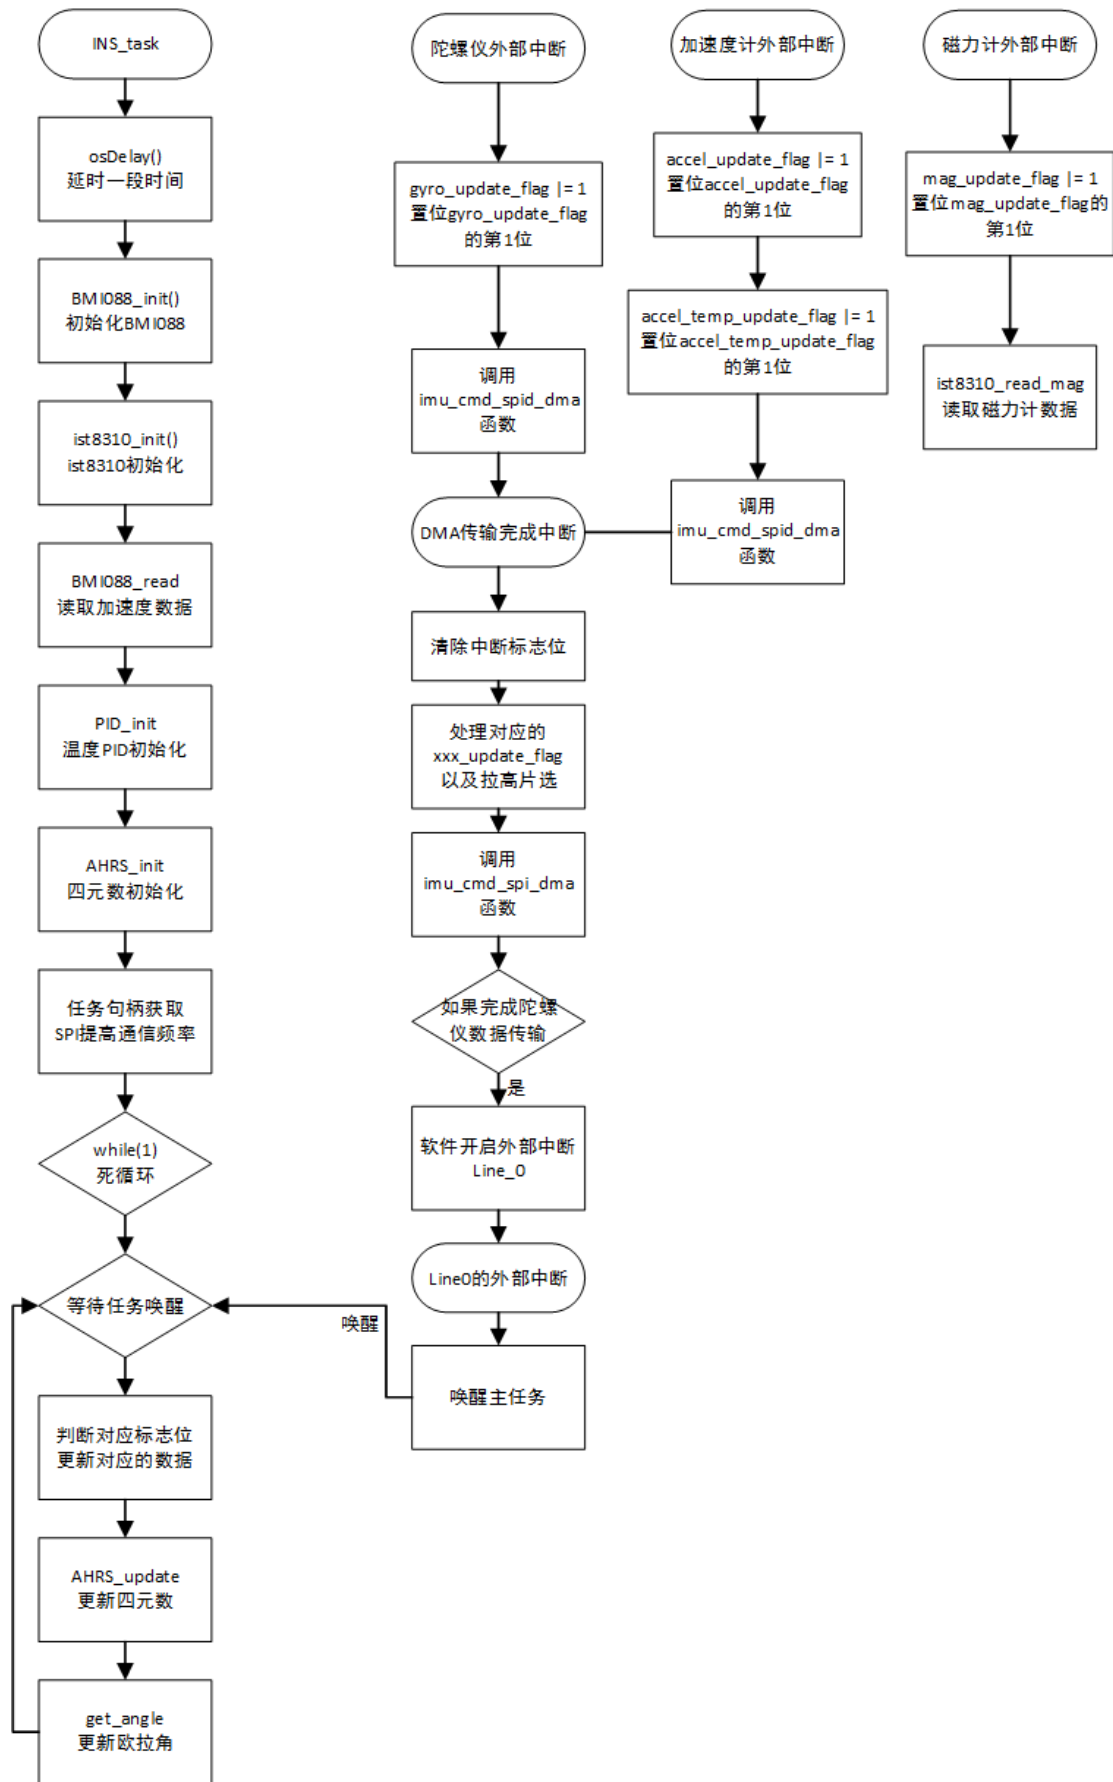 INS_task
osDelay()
延时一段时间
BMI088_init()
初始化BMI088
ist8310_init()
ist8310初始化
BMI088_read
读取加速度数据
PID_init
温度PID初始化
AHRS_init
四元数初始化
任务句柄获取
SPI提高通信频率
while(1)
死循环
等待任务唤醒
判断对应标志位
更新对应的数据
AHRS_update
更新四元数
get_angle
更新欧拉角
陀螺仪外部中断
gyro_update_flag |= 1
置位gyro_update_flag
的第1位
调用
imu_cmd_spid_dma
函数
DMA传输完成中断
清除中断标志位
处理对应的
xxx_update_flag
以及拉高片选
调用
imu_cmd_spi_dma
函数
如果完成陀螺
仪数据传输
是
软件开启外部中断
Line_0
Line0的外部中断
唤醒主任务
唤醒
加速度计外部中断
accel_update_flag |= 1
置位accel_update_flag
的第1位
accel_temp_update_flag |= 1
置位accel_temp_update_flag
的第1位
调用
imu_cmd_spid_dma
函数
磁力计外部中断
mag_update_flag |= 1
置位mag_update_flag的
第1位
ist8310_read_mag
读取磁力计数据